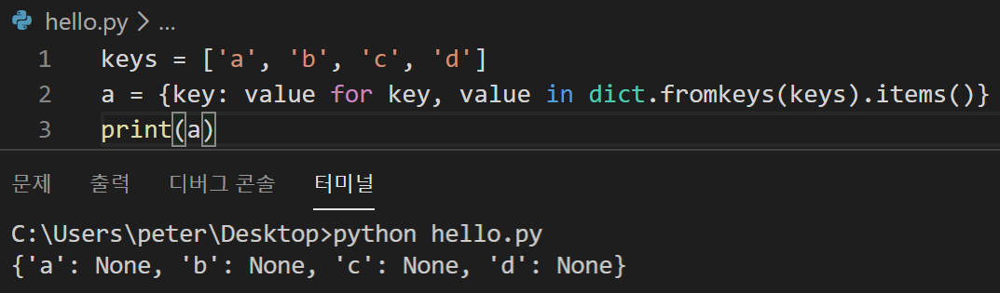 hello.py > ...
1 keys = ['a', 'b', 'c', 'd']
2 a = {key: value for key, value in dict.fromkeys(keys).items()}
3 print(a)
문제 출력 디버그 콘솔 터미널
C:\Users\peter\Desktop>python hello.py
{'a': None, 'b': None, 'c': None, 'd': None}